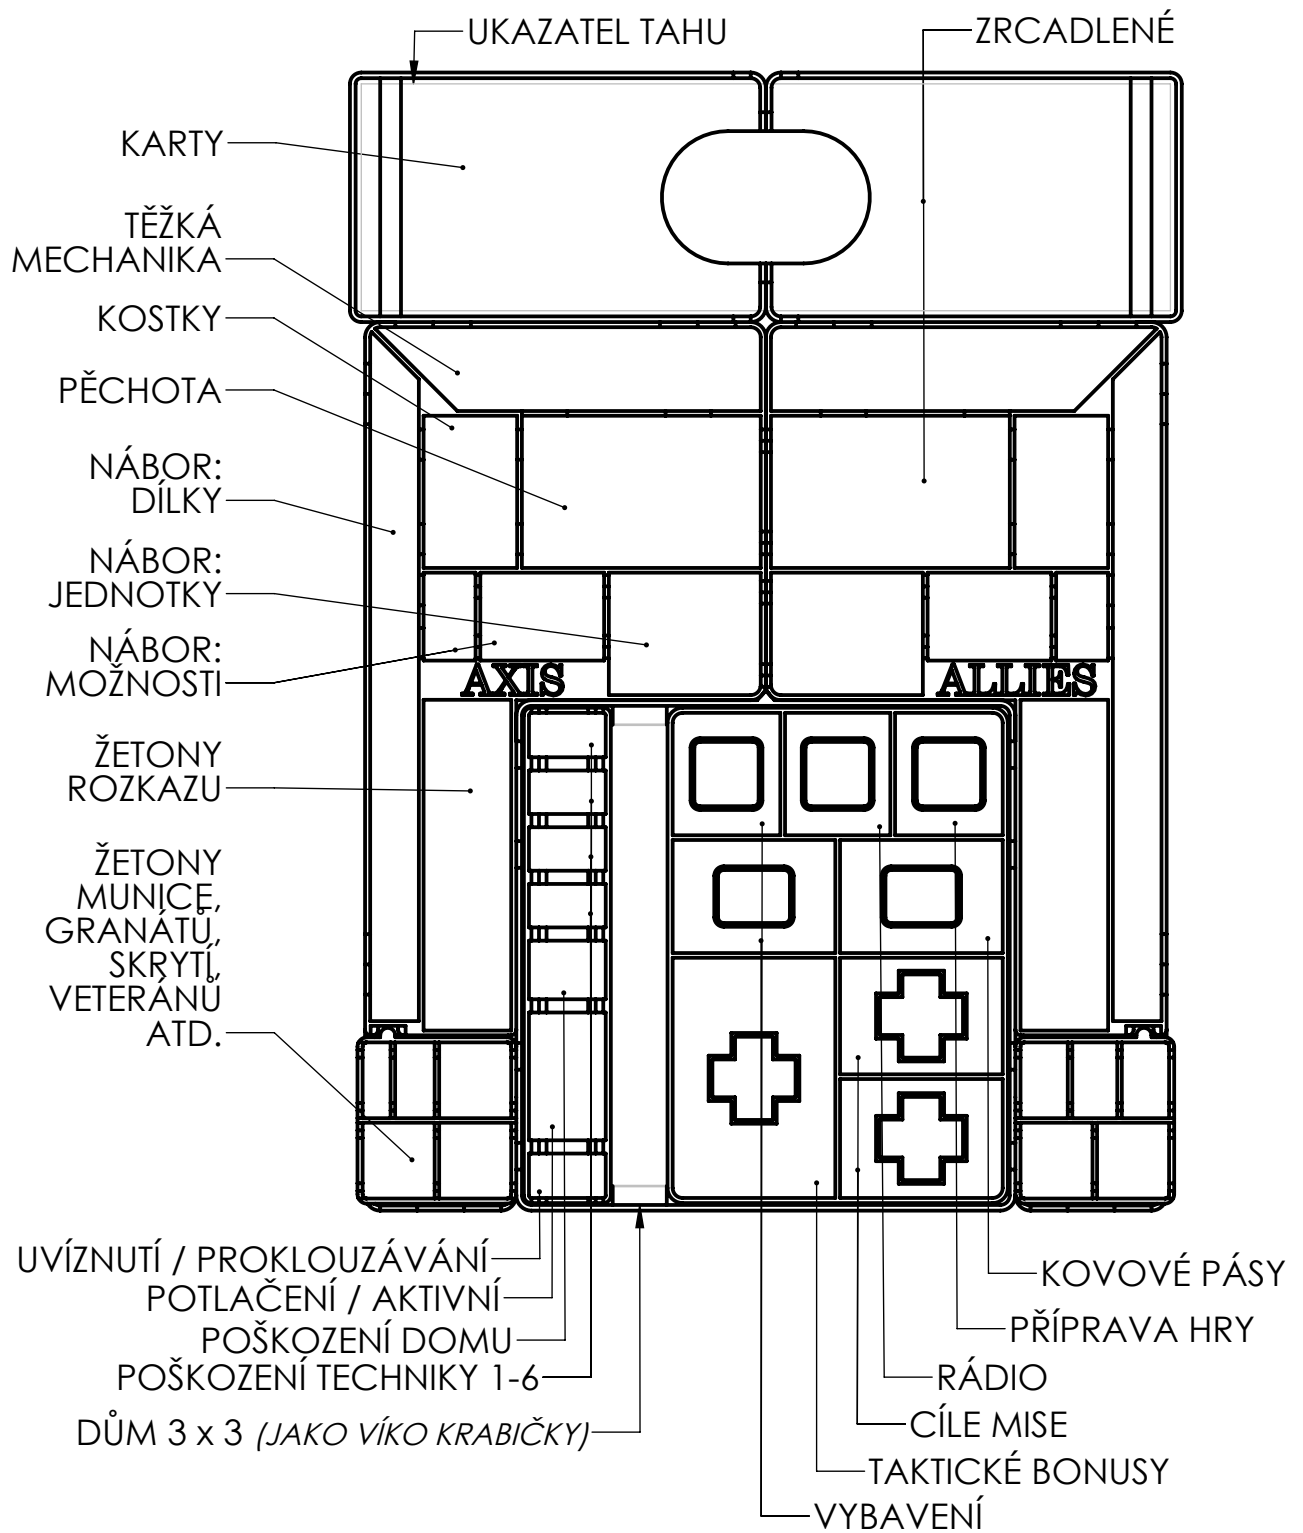 UKAZATEL TAHU
ZRCADLENÉ
KARTY
TĚŽKÁ
MECHANIKA
KOSTKY
PĚCHOTA
NÁBOR:
DÍLKY
NÁBOR:
JEDNOTKY
NÁBOR:
MOŽNOSTI
AXIS
ALLIES
ŽETONY
ROZKAZU
ŽETONY
MUNICE,
GRANÁTŮ,
SKRYTÍ,
VETERÁNŮ
ATD.
UVÍZNUTÍ / PROKLOUZÁVÁNÍ
POTLAČENÍ / AKTIVNÍ
POŠKOZENÍ DOMU
POŠKOZENÍ TECHNIKY 1-6
DŮM 3 x 3 (JAKO VÍKO KRABIČKY)
KOVOVÉ PÁSY
PŘÍPRAVA HRY
RÁDIO
CÍLE MISE
TAKTICKÉ BONUSY
VYBAVENÍ